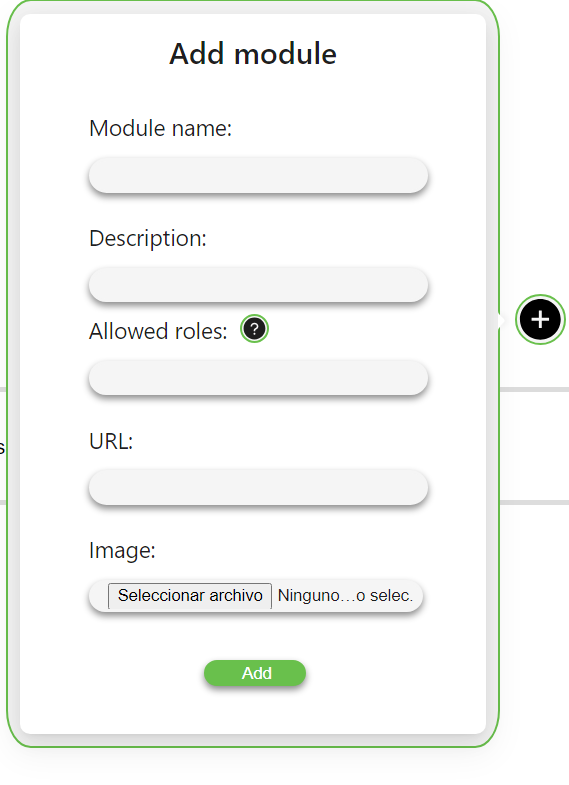 Add module
Module name:
Description:
Allowed roles: ?
+
URL:
s
Image:
Seleccionar archivo Ninguno…o selec.
Add